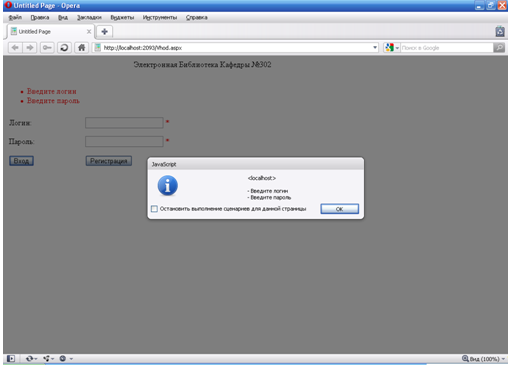 Untitled Page - Opera
Файл Правка Вид Закладки Виджеты Инструменты Справка
Untitled Page
http://localhost:2093/Vhod.aspx
Поиск в Google
Электронная Библиотека Кафедры №302
• Введите логин
• Введите пароль
Логин: *
Пароль: *
Вход Регистрация
JavaScript
<localhost>
- Введите логин
- Введите пароль
Остановить выполнение сценариев для данной страницы
OK
Вид (100%)